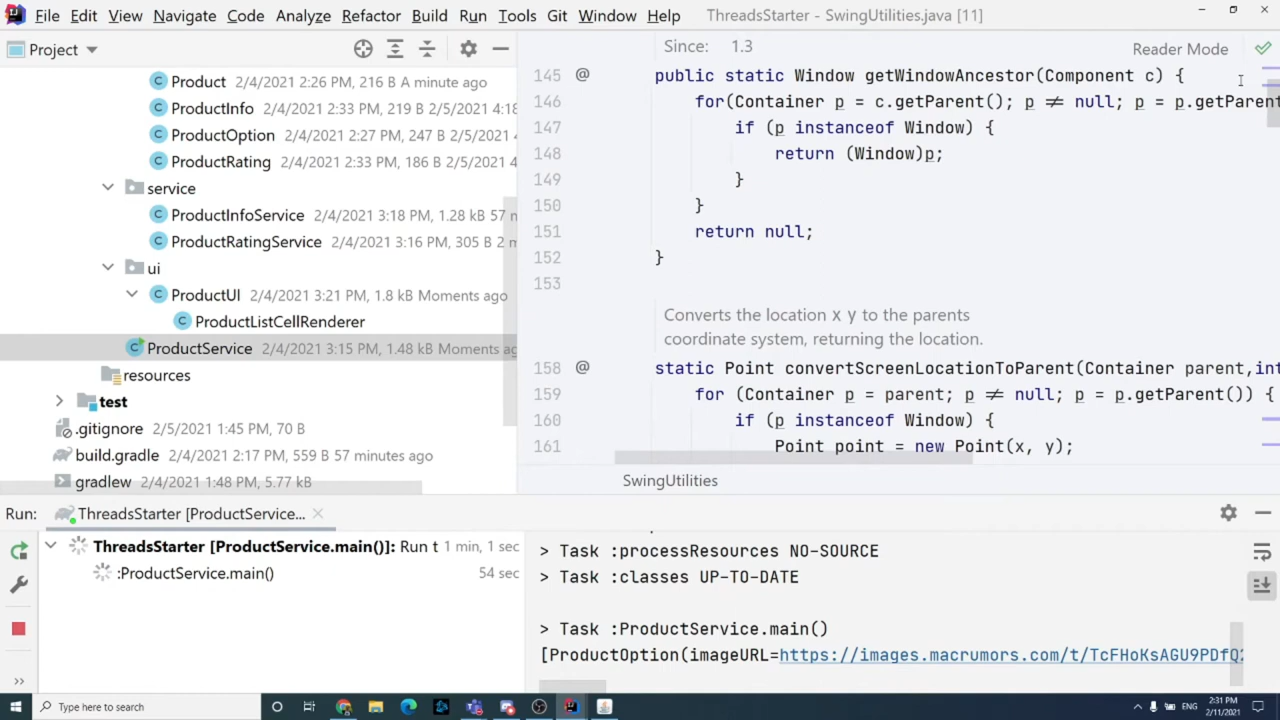 File Edit View Navigate Code Analyze Refactor Build Run Tools Git Window Help ThreadsStarter - SwingUtilities.java [11]
Project
Product 2/4/2021 2:26 PM, 216 B A minute ago
ProductInfo 2/4/2021 2:33 PM, 219 B 2/5/2021 4:18
ProductOption 2/4/2021 2:27 PM, 247 B 2/5/2021 4
ProductRating 2/4/2021 2:33 PM, 186 B 2/5/2021 4
service
ProductInfoService 2/4/2021 3:18 PM, 1.28 kB 57 m
ProductRatingService 2/4/2021 3:16 PM, 305 B 2 m
ui
ProductUI 2/4/2021 3:21 PM, 1.8 kB Moments ago
ProductListCellRenderer
ProductService 2/4/2021 3:15 PM, 1.48 kB Moments ag
resources
test
.gitignore 2/5/2021 1:45 PM, 70 B
build.gradle 2/4/2021 2:17 PM, 559 B 57 minutes ago
gradlew 2/4/2021 1:48 PM, 5.77 kB
Since: 1.3
Reader Mode
145 @ public static Window getWindowAncestor(Component c) {
146 for(Container p = c.getParent(); p ≠ null; p = p.getParent
147 if (p instanceof Window) {
148 return (Window)p;
149 }
150 }
151 return null;
152 }
153
Converts the location x y to the parents
coordinate system, returning the location.
158 @ static Point convertScreenLocationToParent(Container parent,int
159 for (Container p = parent; p ≠ null; p = p.getParent()) {
160 if (p instanceof Window) {
161 Point point = new Point(x, y);
SwingUtilities
Run: ThreadsStarter [ProductService...
ThreadsStarter [ProductService.main()]: Run t 1 min, 1 sec
:ProductService.main() 54 sec
> Task :processResources NO-SOURCE
> Task :classes UP-TO-DATE
> Task :ProductService.main()
[ProductOption(imageURL=https://images.macrumors.com/t/TcFHoKsAGU9PDfQ2
Type here to search
ENG
2:31 PM
2/11/2021